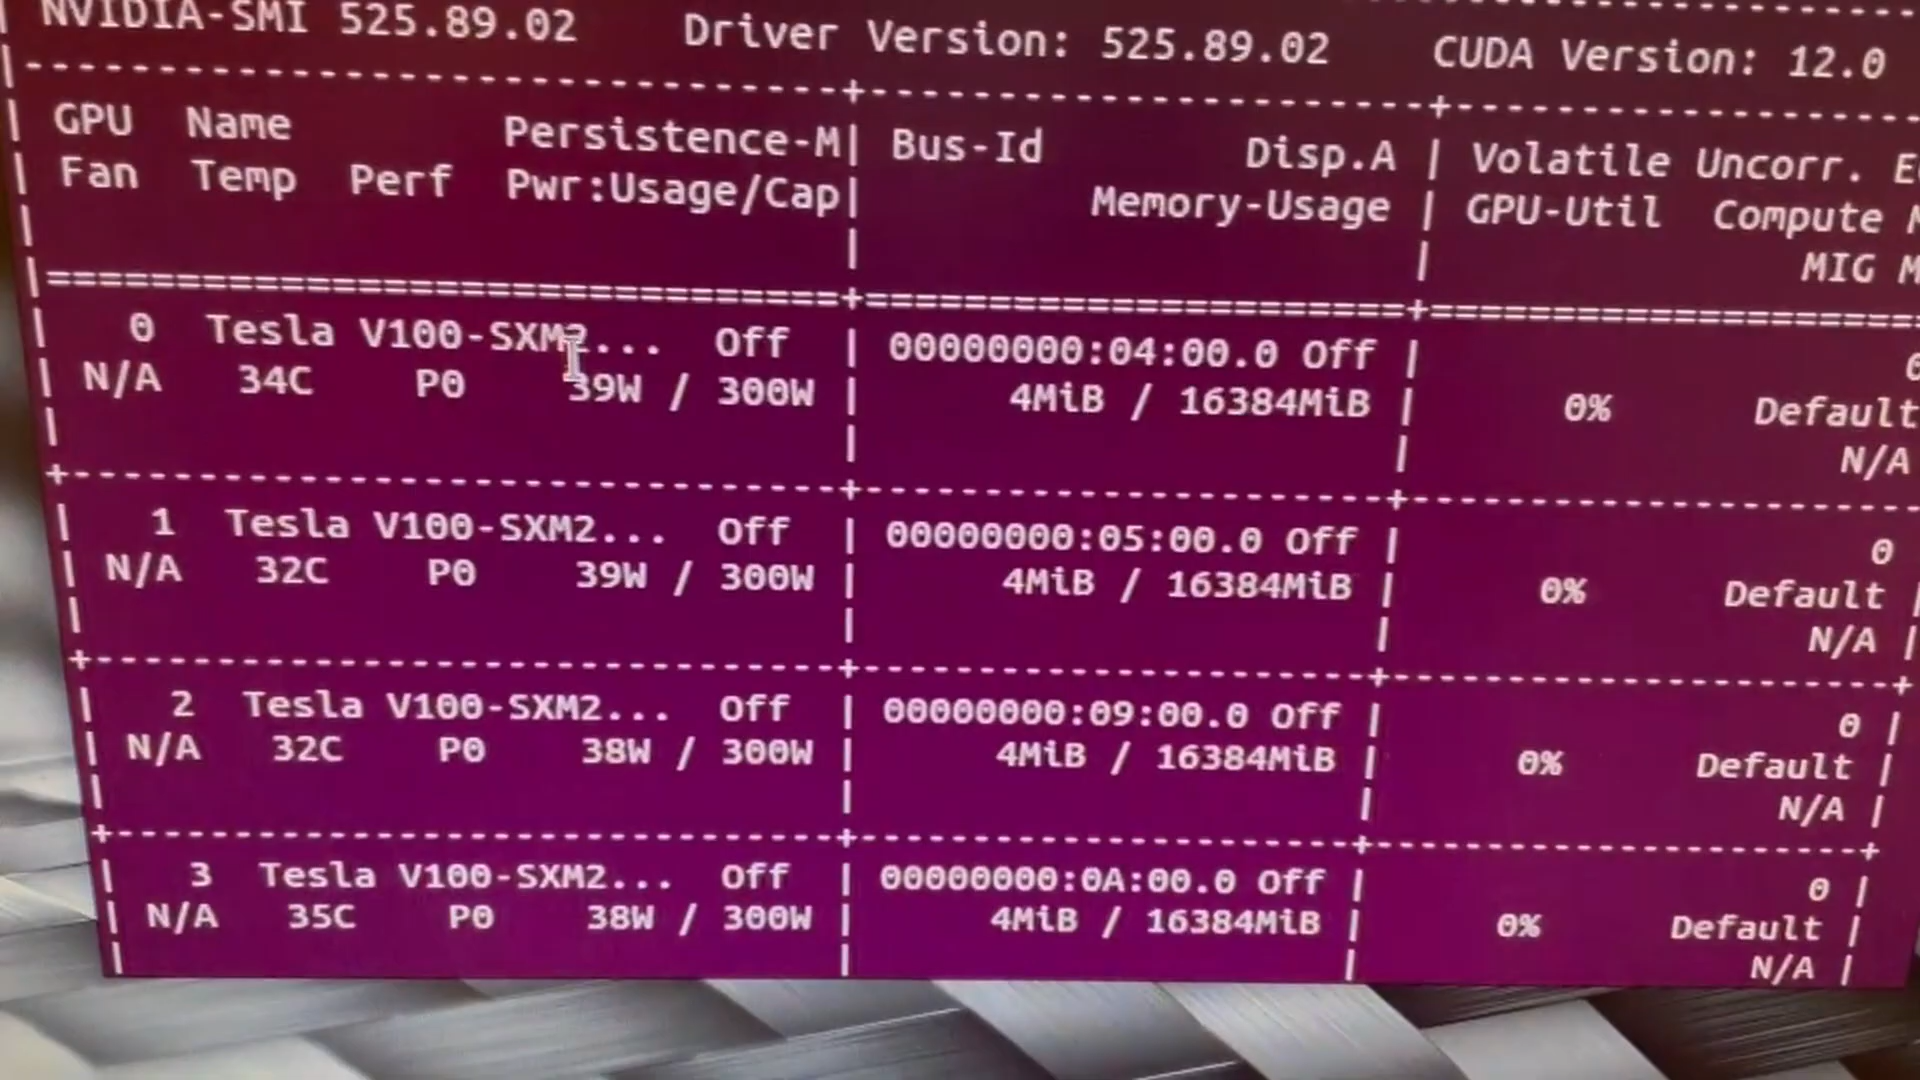 NVIDIA-SMI 525.89.02 Driver Version: 525.89.02 CUDA Version: 12.0
GPU Name Persistence-M| Bus-Id Disp.A | Volatile Uncorr.
Fan Temp Perf Pwr:Usage/Cap| Memory-Usage | GPU-Util Compute
MIG
0 Tesla V100-SXM2... Off | 00000000:04:00.0 Off | 0
N/A 34C P0 39W / 300W | 4MiB / 16384MiB | 0% Default
N/A
1 Tesla V100-SXM2... Off | 00000000:05:00.0 Off | 0
N/A 32C P0 39W / 300W | 4MiB / 16384MiB | 0% Default |
N/A |
2 Tesla V100-SXM2... Off | 00000000:09:00.0 Off | 0 |
N/A 32C P0 38W / 300W | 4MiB / 16384MiB | 0% Default |
N/A |
3 Tesla V100-SXM2... Off | 00000000:0A:00.0 Off | 0 |
N/A 35C P0 38W / 300W | 4MiB / 16384MiB | 0% Default |
N/A |